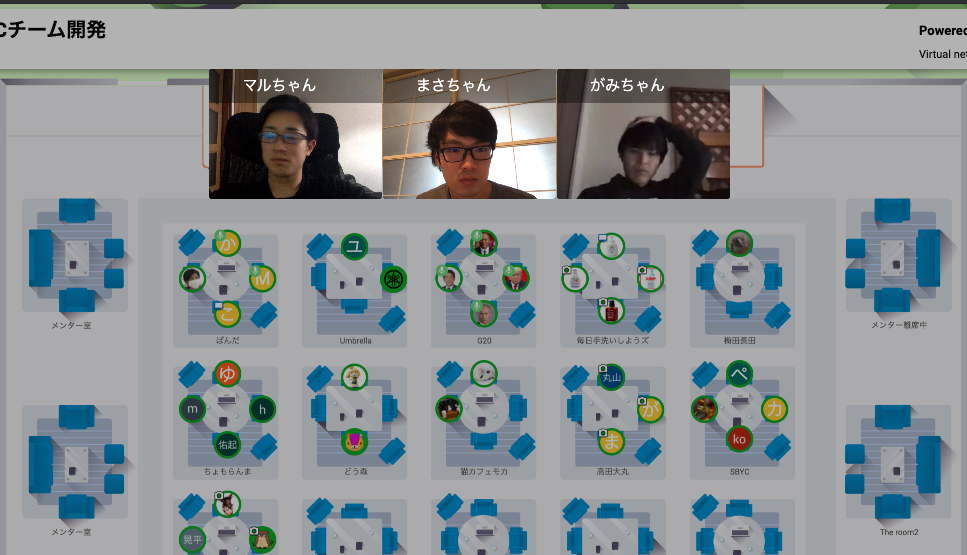 Cチーム開発
Powered
Virtual net
マルちゃん
まさちゃん
がみちゃん
か
M
こ
ユ
メンター室
ぱんだ
Umbrella
G20
毎日手洗いしようズ
梅田長田
メンター離席中
ゆ
m
h
佑起
丸山
が
ま
ペ
カ
ko
ちょもらんま
どう森
猫カフェモカ
高田大丸
SBYC
晃平
メンター室
The room2